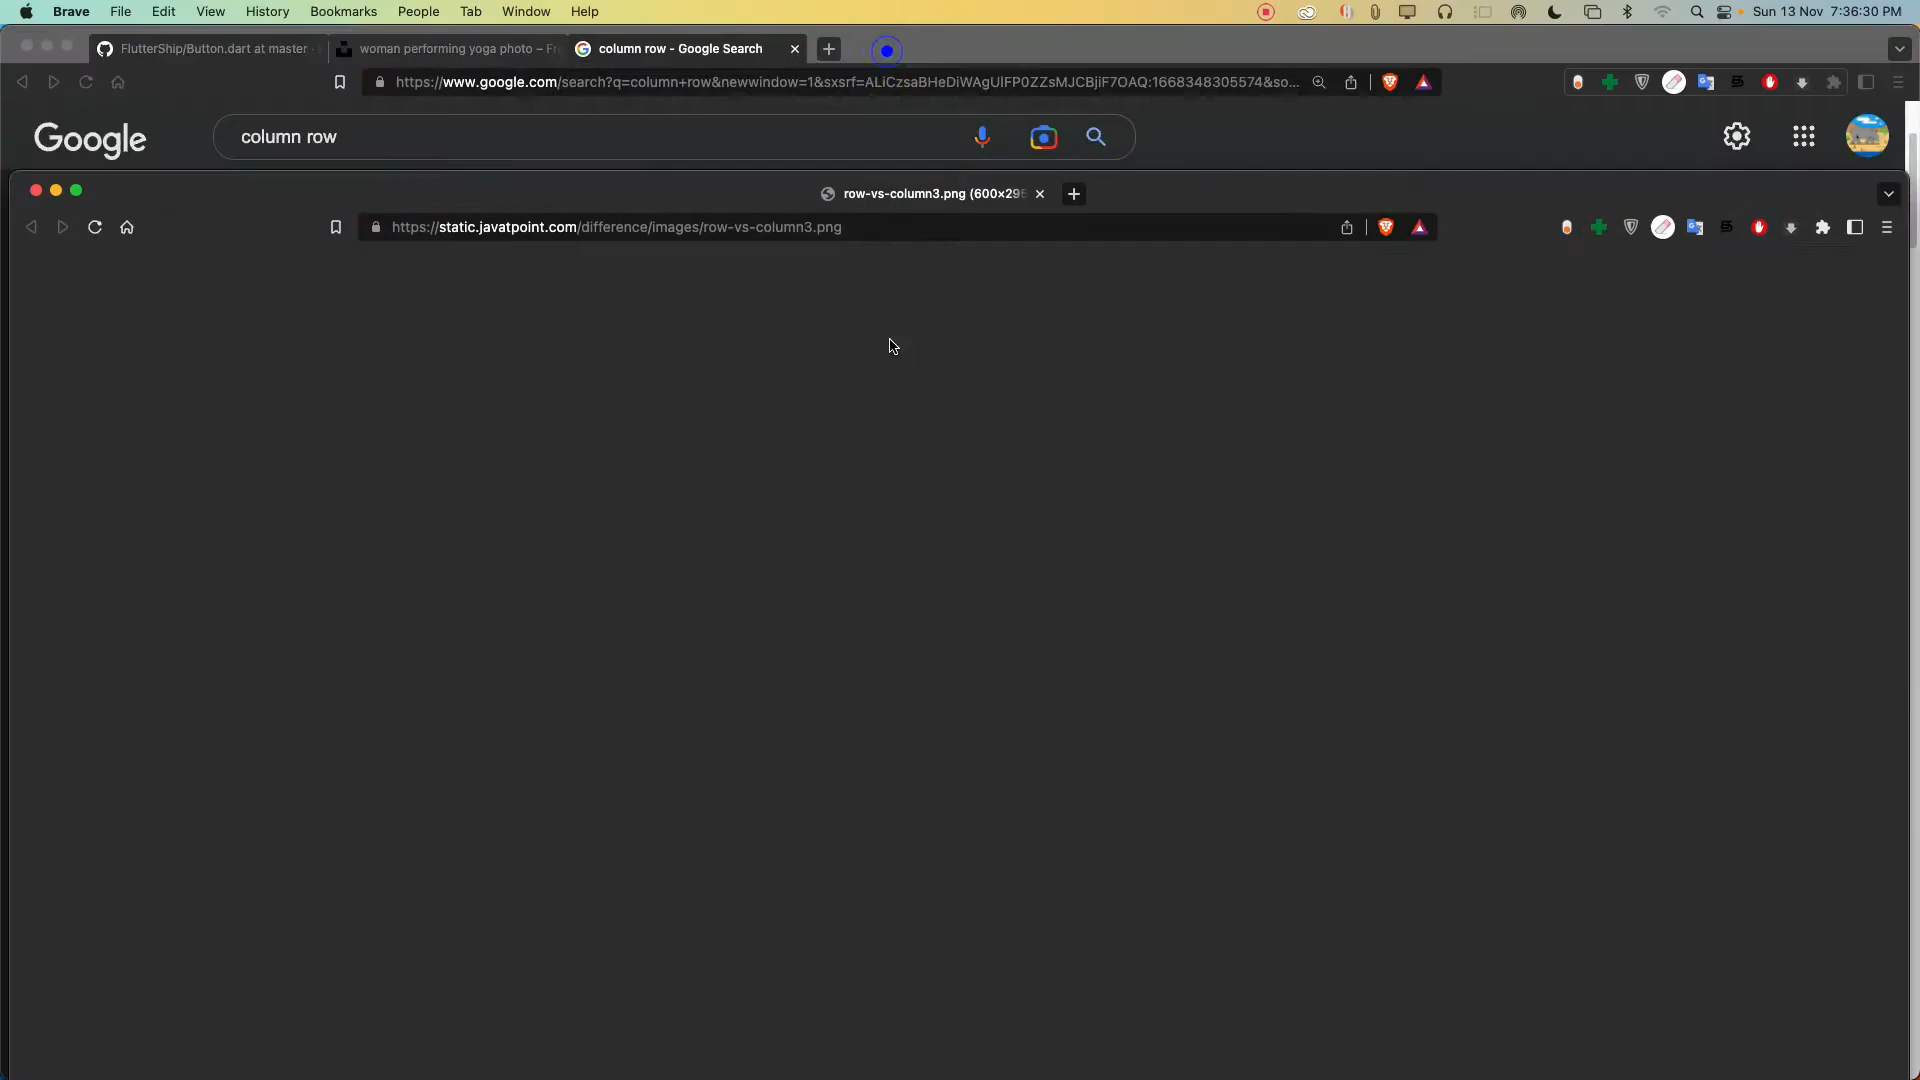 Brave File Edit View History Bookmarks People Tab Window Help Sun 13 Nov 7:36:30 PM
FlutterShip/Button.dart at master woman performing yoga photo – Fr column row - Google Search
https://www.google.com/search?q=column+row&newwindow=1&sxsrf=ALiCzsaBHeDiWAgUlFP0ZZsMJCBjiF7OAQ:1668348305574&so...
Google column row
row-vs-column3.png (600×295
https://static.javatpoint.com/difference/images/row-vs-column3.png